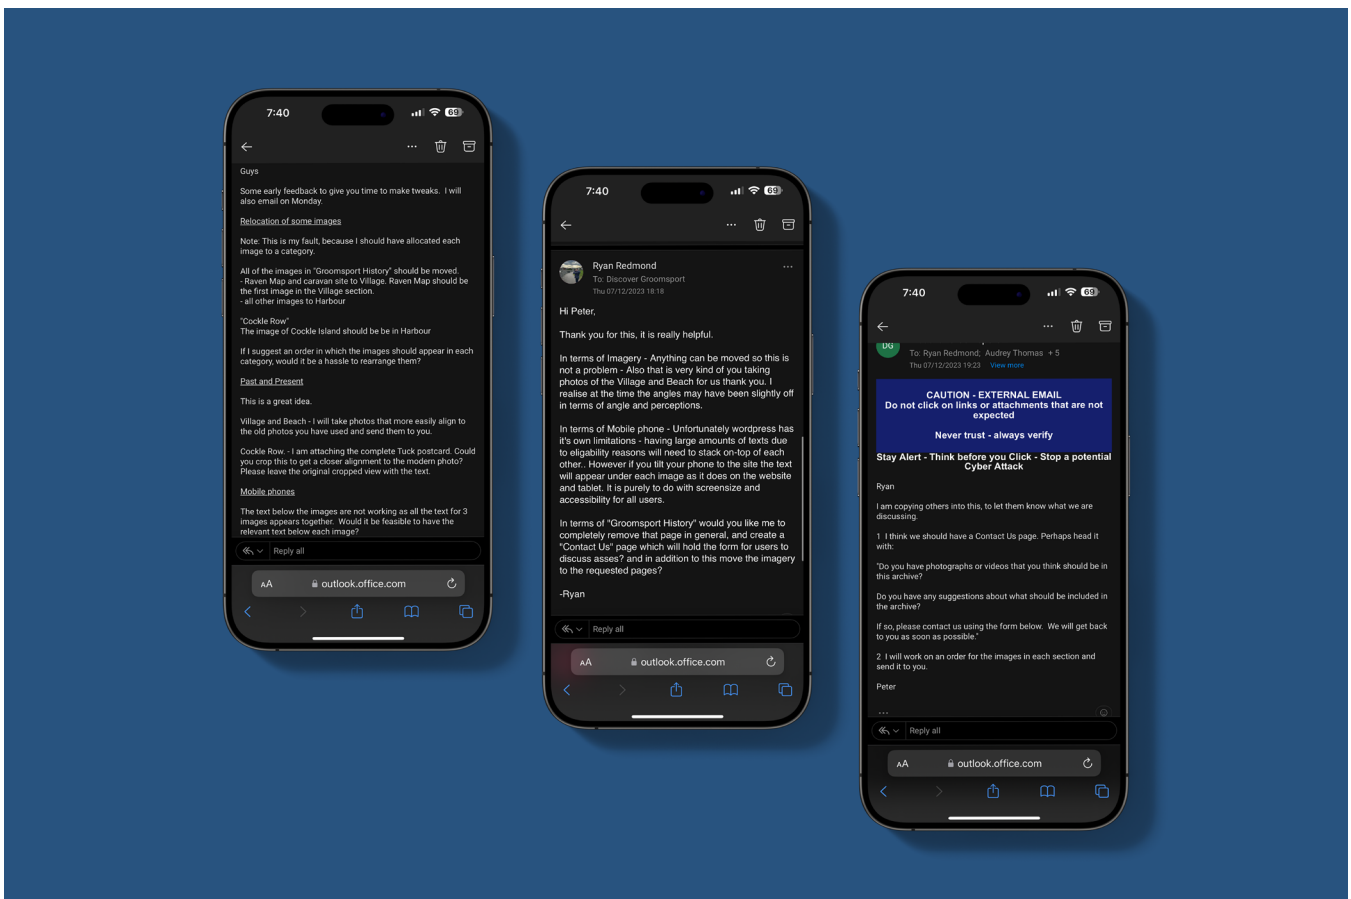 7:40
69
Guys
Some early feedback to give you time to make tweaks.  I will
also email on Monday.
Relocation of some images
Note: This is my fault, because I should have allocated each
image to a category.
All of the images in "Groomsport History" should be moved.
- Raven Map and caravan site to Village. Raven Map should be
the first image in the Village section.
- all other images to Harbour
"Cockle Row"
The image of Cockle Island should be be in Harbour
If I suggest an order in which the images should appear in each
category, would it be a hassle to rearrange them?
Past and Present
This is a great idea.
Village and Beach - I will take photos that more easily align to
the old photos you have used and send them to you.
Cockle Row. - I am attaching the complete Tuck postcard. Could
you crop this to get a closer alignment to the modern photo?
Please leave the original cropped view with the text.
Mobile phones
The text below the images are not working as all the text for 3
images appears together.  Would it be feasible to have the
relevant text below each image?
Reply all
AA
outlook.office.com
7:40
69
Ryan Redmond
To: Discover Groomsport
Thu 07/12/2023 18:18
Hi Peter,
Thank you for this, it is really helpful.
In terms of Imagery - Anything can be moved so this is
not a problem - Also that is very kind of you taking
photos of the Village and Beach for us thank you. I
realise at the time the angles may have been slightly off
in terms of angle and perceptions.
In terms of Mobile phone - Unfortunately wordpress has
it's own limitations - having large amounts of texts due
to eligability reasons will need to stack on-top of each
other.. However if you tilt your phone to the site the text
will appear under each image as it does on the website
and tablet. It is purely to do with screensize and
accessibility for all users.
In terms of "Groomsport History" would you like me to
completely remove that page in general, and create a
"Contact Us" page which will hold the form for users to
discuss asses? and in addition to this move the imagery
to the requested pages?
-Ryan
Reply all
AA
outlook.office.com
7:40
69
DG
To: Ryan Redmond;  Audrey Thomas  + 5
Thu 07/12/2023 19:23  View more
CAUTION - EXTERNAL EMAIL
Do not click on links or attachments that are not
expected
Never trust - always verify
Stay Alert - Think before you Click - Stop a potential
Cyber Attack
Ryan
I am copying others into this, to let them know what we are
discussing.
1  I think we should have a Contact Us page. Perhaps head it
with:
"Do you have photographs or videos that you think should be in
this archive?
Do you have any suggestions about what should be included in
the archive?
If so, please contact us using the form below.  We will get back
to you as soon as possible."
2  I will work on an order for the images in each section and
send it to you.
Peter
Reply all
AA
outlook.office.com